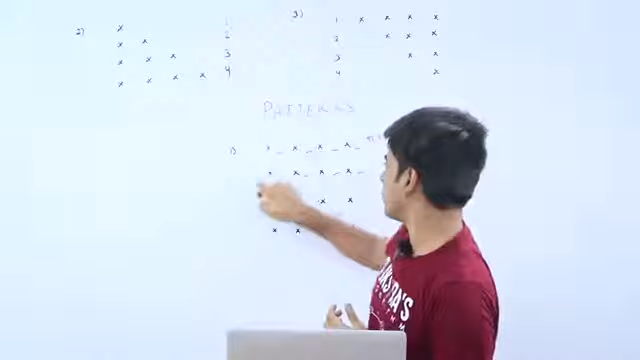 2) x 1
x x 2
x x x 3
x x x x 4
3) 1 x x x x
2 x x x
3 x x
4 x
PATTERNS
1) x _ x _ x _ x _
x x _ x _ x _
x x
x x